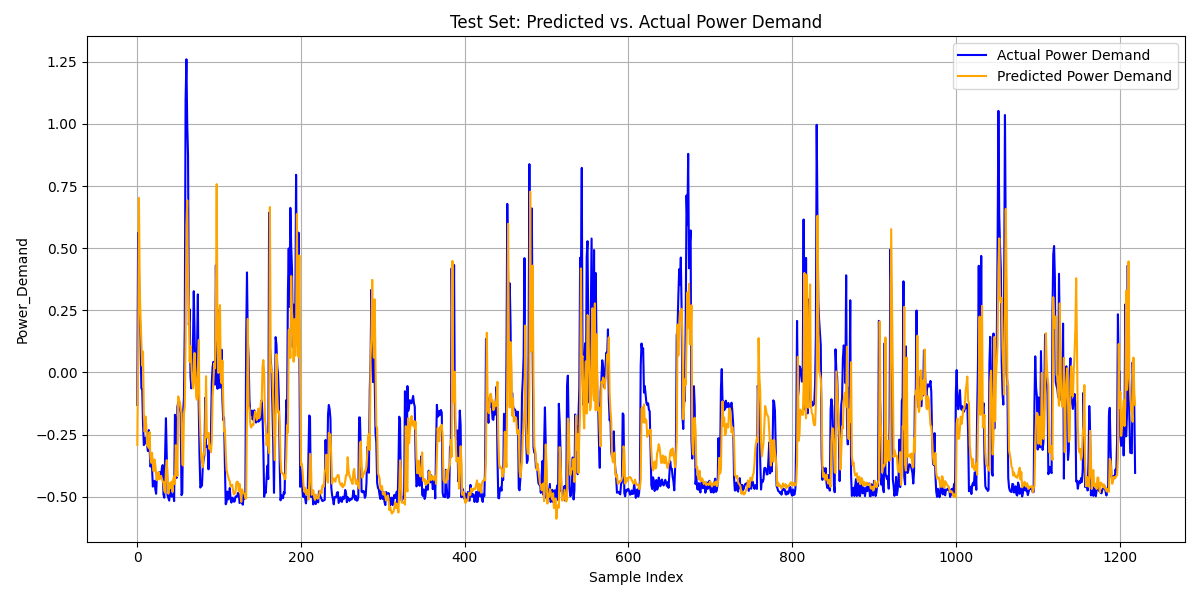 Test Set: Predicted vs. Actual Power Demand
Actual Power Demand
Predicted Power Demand
Power_Demand
1.25
1.00
0.75
0.50
0.25
0.00
−0.25
−0.50
0 200 400 600 800 1000 1200
Sample Index